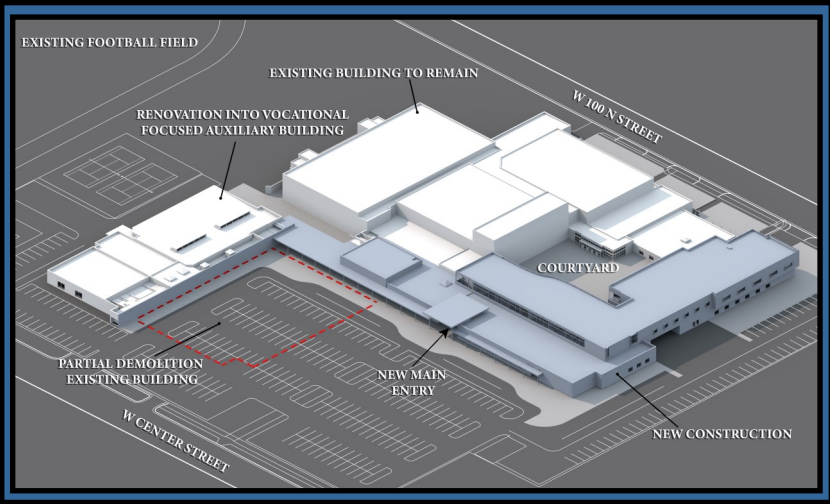 EXISTING FOOTBALL FIELD
EXISTING BUILDING TO REMAIN
W 100 N STREET
RENOVATION INTO VOCATIONAL
FOCUSED AUXILIARY BUILDING
COURTYARD
PARTIAL DEMOLITION
EXISTING BUILDING
NEW MAIN
ENTRY
W CENTER STREET
NEW CONSTRUCTION